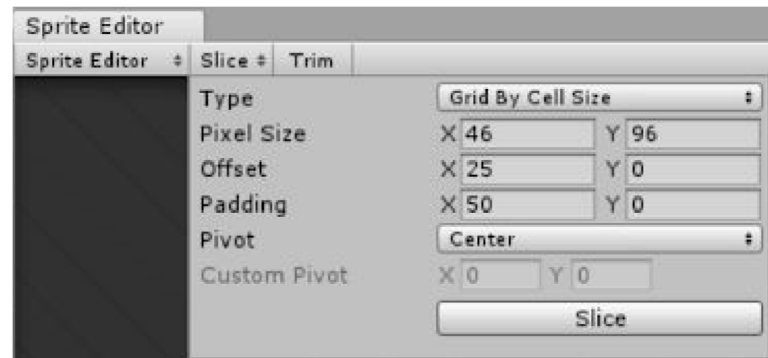 Sprite Editor
Sprite Editor Slice Trim
Type Grid By Cell Size
Pixel Size X 46 Y 96
Offset X 25 Y 0
Padding X 50 Y 0
Pivot Center
Custom Pivot X 0 Y 0
Slice